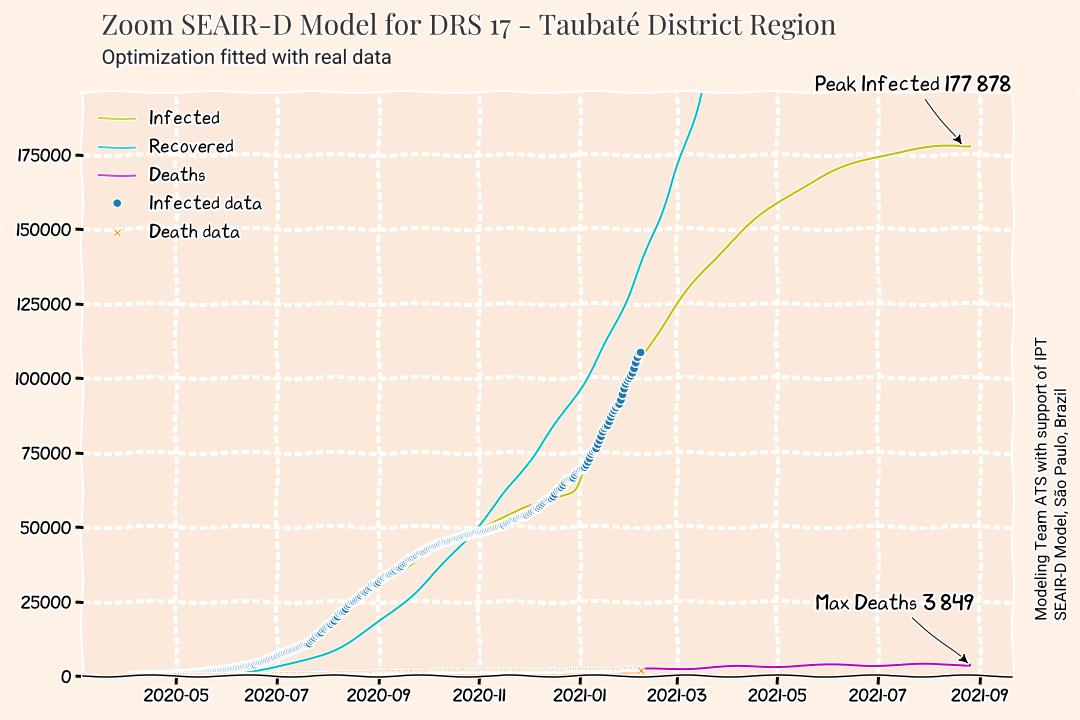 Zoom SEAIR-D Model for DRS 17 - Taubaté District Region
Optimization fitted with real data
Peak Infected 177 878
Infected
Recovered
Deaths
Infected data
Death data
175000
150000
125000
100000
75000
50000
25000
0
Max Deaths 3 849
2020-05
2020-07
2020-09
2020-11
2021-01
2021-03
2021-05
2021-07
2021-09
Modeling Team ATS with support of IPT
SEAIR-D Model, São Paulo, Brazil